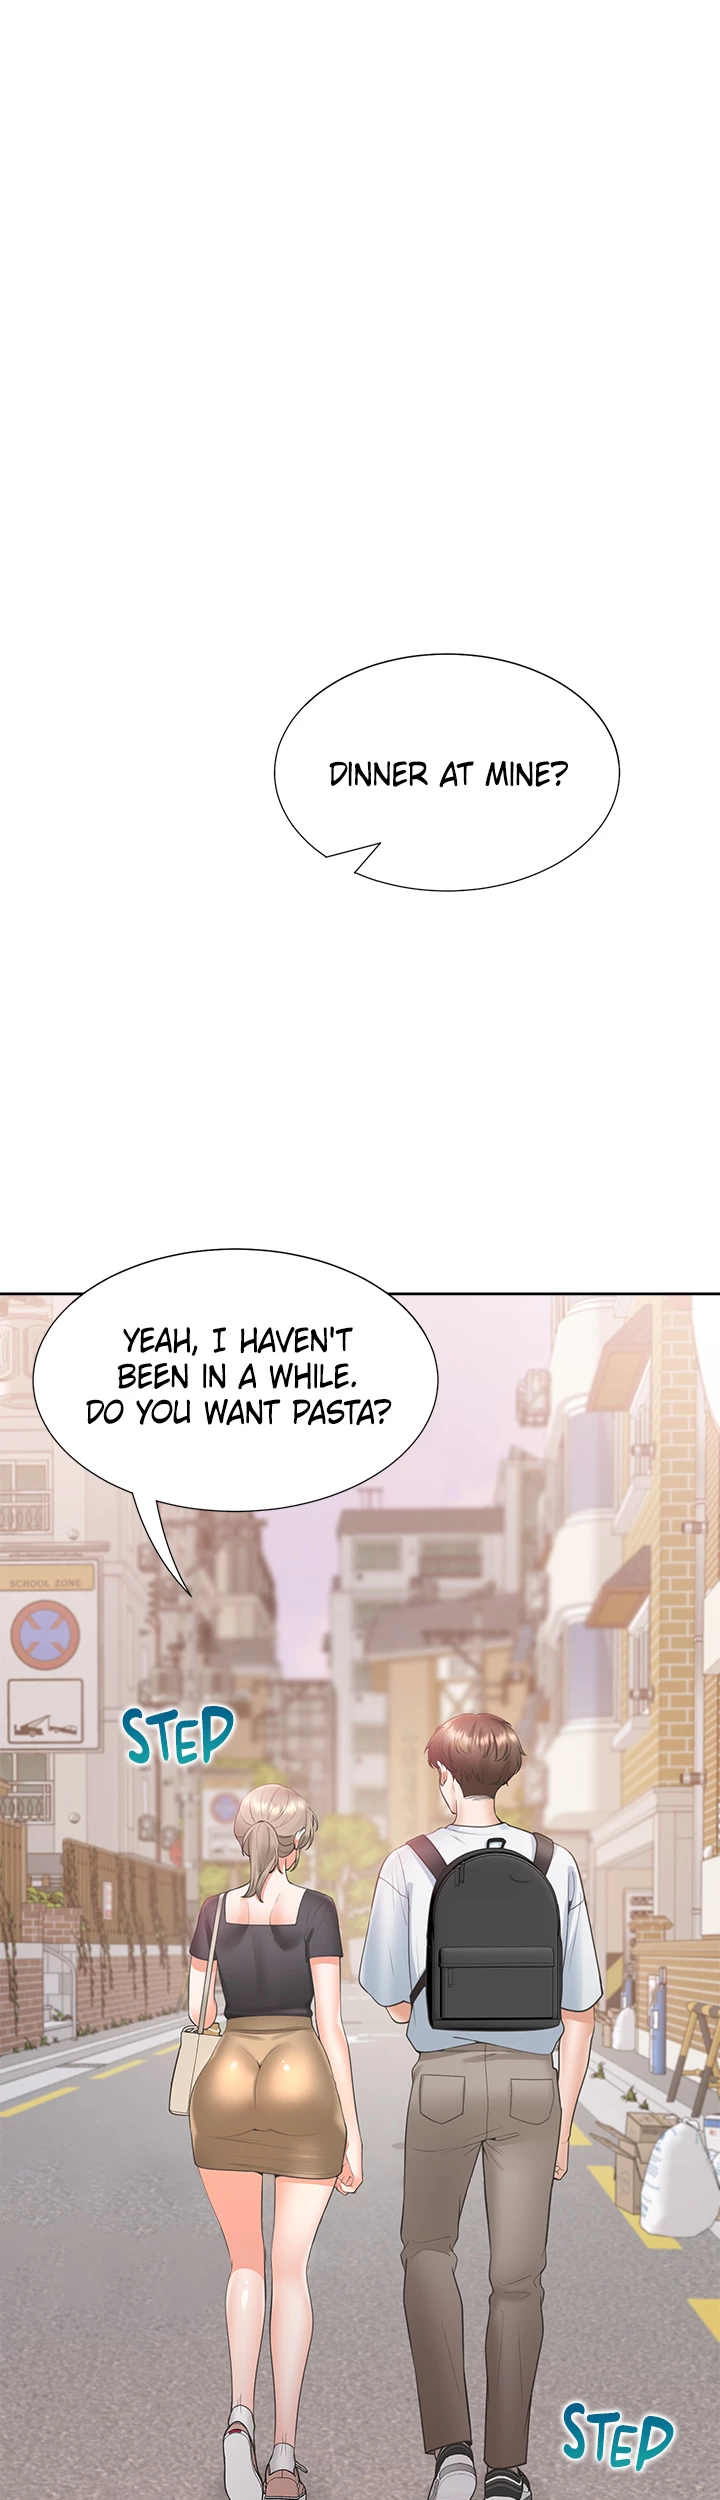 DINNER AT MINE?
YEAH, I HAVEN'T
BEEN IN A WHILE.
DO YOU WANT PASTA?
SCHOOL ZONE
STEP
STEP